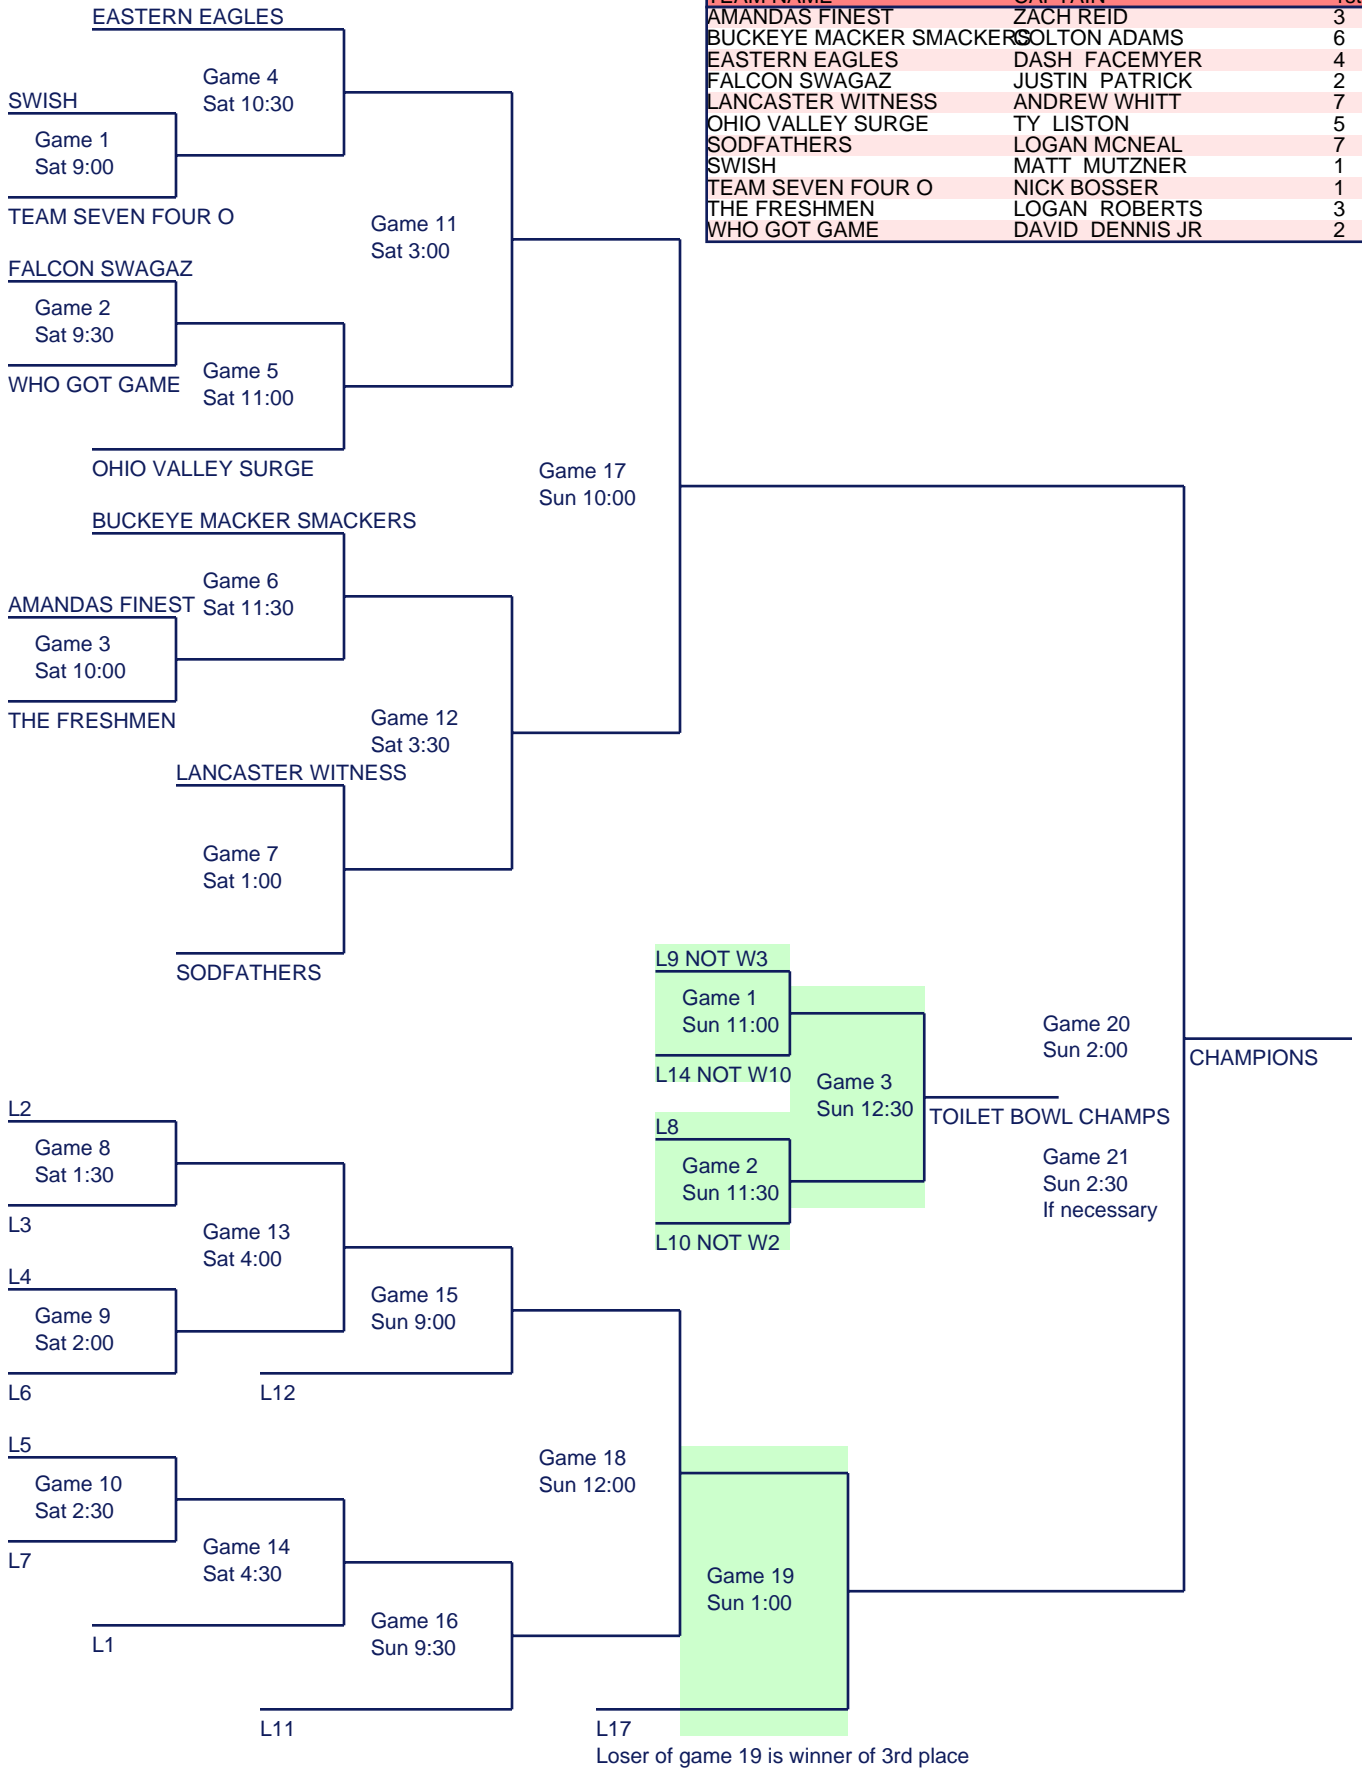 EASTERN EAGLES
Game 4
Sat 10:30
SWISH
Game 1
Sat 9:00
TEAM SEVEN FOUR O
Game 11
Sat 3:00
FALCON SWAGAZ
Game 2
Sat 9:30
WHO GOT GAME
Game 5
Sat 11:00
OHIO VALLEY SURGE
Game 17
Sun 10:00
BUCKEYE MACKER SMACKERS
Game 6
Sat 11:30
AMANDAS FINEST
Game 3
Sat 10:00
THE FRESHMEN
Game 12
Sat 3:30
LANCASTER WITNESS
Game 7
Sat 1:00
SODFATHERS
TEAM NAME CAPTAIN
AMANDAS FINEST ZACH REID 3
BUCKEYE MACKER SMACKERS COLTON ADAMS 6
EASTERN EAGLES DASH FACEMYER 4
FALCON SWAGAZ JUSTIN PATRICK 2
LANCASTER WITNESS ANDREW WHITT 7
OHIO VALLEY SURGE TY LISTON 5
SODFATHERS LOGAN MCNEAL 7
SWISH MATT MUTZNER 1
TEAM SEVEN FOUR O NICK BOSSER 1
THE FRESHMEN LOGAN ROBERTS 3
WHO GOT GAME DAVID DENNIS JR 2
L9 NOT W3
Game 1
Sun 11:00
L14 NOT W10
Game 3
Sun 12:30
L8
Game 2
Sun 11:30
L10 NOT W2
TOILET BOWL CHAMPS
Game 20
Sun 2:00
CHAMPIONS
Game 21
Sun 2:30
If necessary
L2
Game 8
Sat 1:30
L3
Game 13
Sat 4:00
L4
Game 9
Sat 2:00
L6
Game 15
Sun 9:00
L12
L5
Game 10
Sat 2:30
L7
Game 14
Sat 4:30
L1
Game 16
Sun 9:30
L11
Game 18
Sun 12:00
Game 19
Sun 1:00
L17
Loser of game 19 is winner of 3rd place